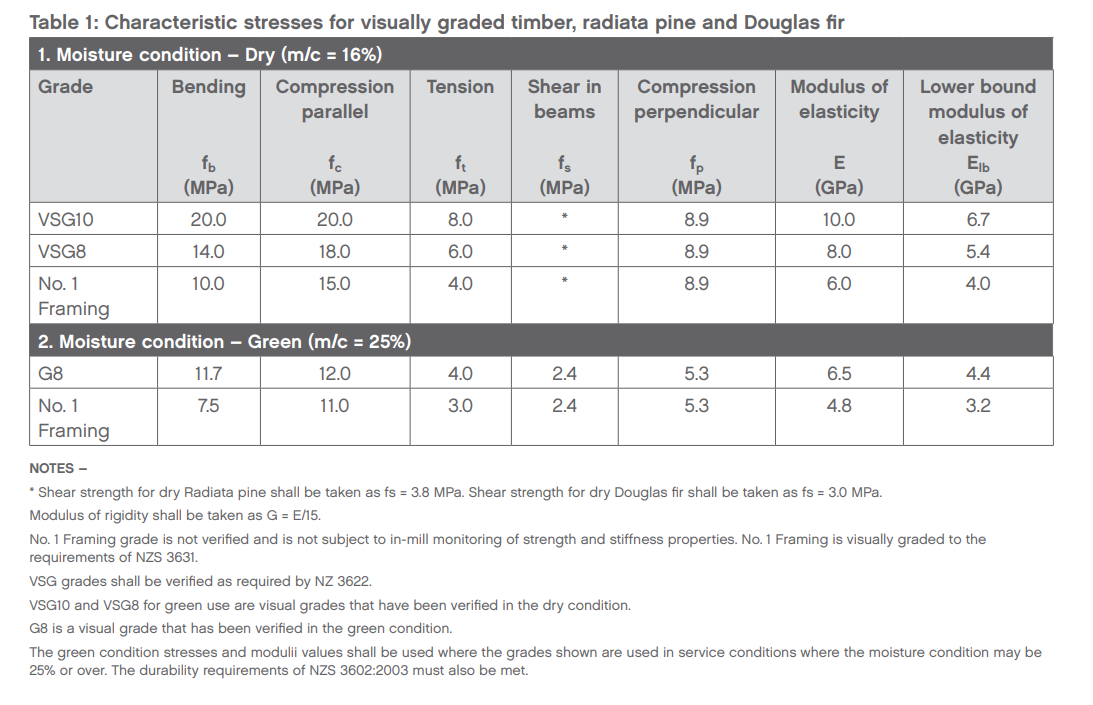 Table 1: Characteristic stresses for visually graded timber, radiata pine and Douglas fir
1. Moisture condition – Dry (m/c = 16%)
Grade Bending Compression Tension Shear in Compression Modulus of Lower bound
parallel beams perpendicular elasticity modulus of
elasticity
fb fc ft fs fp E Elb
(MPa) (MPa) (MPa) (MPa) (MPa) (GPa) (GPa)
VSG10 20.0 20.0 8.0 * 8.9 10.0 6.7
VSG8 14.0 18.0 6.0 * 8.9 8.0 5.4
No. 1 10.0 15.0 4.0 * 8.9 6.0 4.0
Framing
2. Moisture condition – Green (m/c = 25%)
G8 11.7 12.0 4.0 2.4 5.3 6.5 4.4
No. 1 7.5 11.0 3.0 2.4 5.3 4.8 3.2
Framing
NOTES –
* Shear strength for dry Radiata pine shall be taken as fs = 3.8 MPa. Shear strength for dry Douglas fir shall be taken as fs = 3.0 MPa.
Modulus of rigidity shall be taken as G = E/15.
No. 1 Framing grade is not verified and is not subject to in-mill monitoring of strength and stiffness properties. No. 1 Framing is visually graded to the
requirements of NZS 3631.
VSG grades shall be verified as required by NZ 3622.
VSG10 and VSG8 for green use are visual grades that have been verified in the dry condition.
G8 is a visual grade that has been verified in the green condition.
The green condition stresses and modulii values shall be used where the grades shown are used in service conditions where the moisture condition may be
25% or over. The durability requirements of NZS 3602:2003 must also be met.